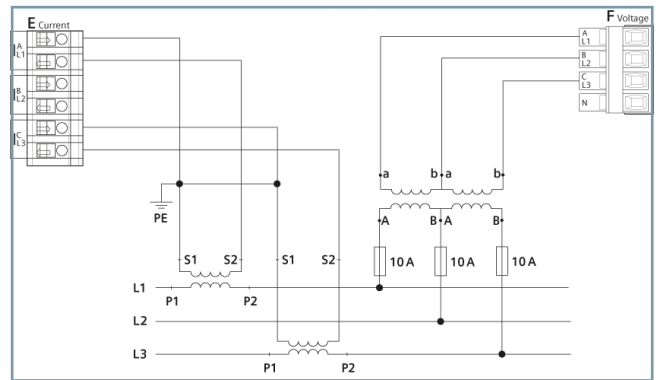 E Current
F Voltage
A
L1
I A
L1
B
L2
I B
L2
C
L3
N
I C
L3
a b a b
A B A B
PE
S1 S2 S1 S2
10 A 10 A 10 A
L1
P1 P2
L2
L3
P1 P2